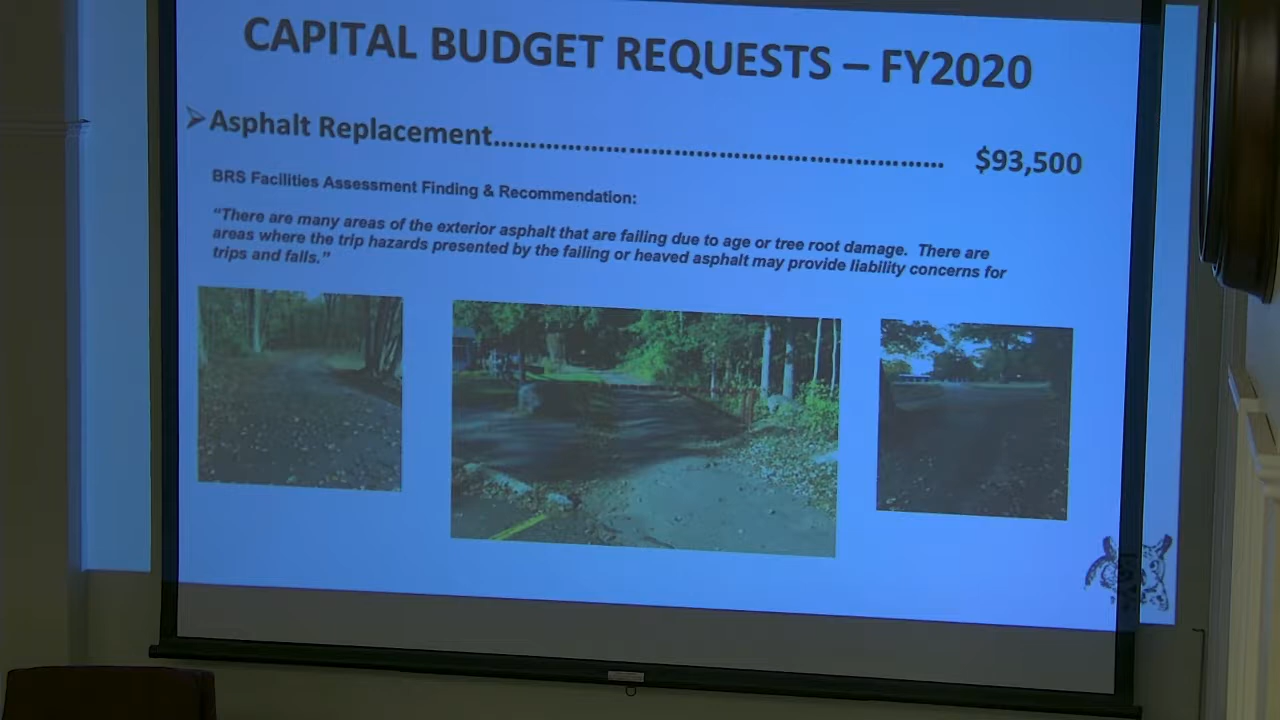 CAPITAL BUDGET REQUESTS – FY2020
➢Asphalt Replacement............................................................ $93,500
BRS Facilities Assessment Finding & Recommendation:
“There are many areas of the exterior asphalt that are failing due to age or tree root damage.  There are
areas where the trip hazards presented by the failing or heaved asphalt may provide liability concerns for
trips and falls.”